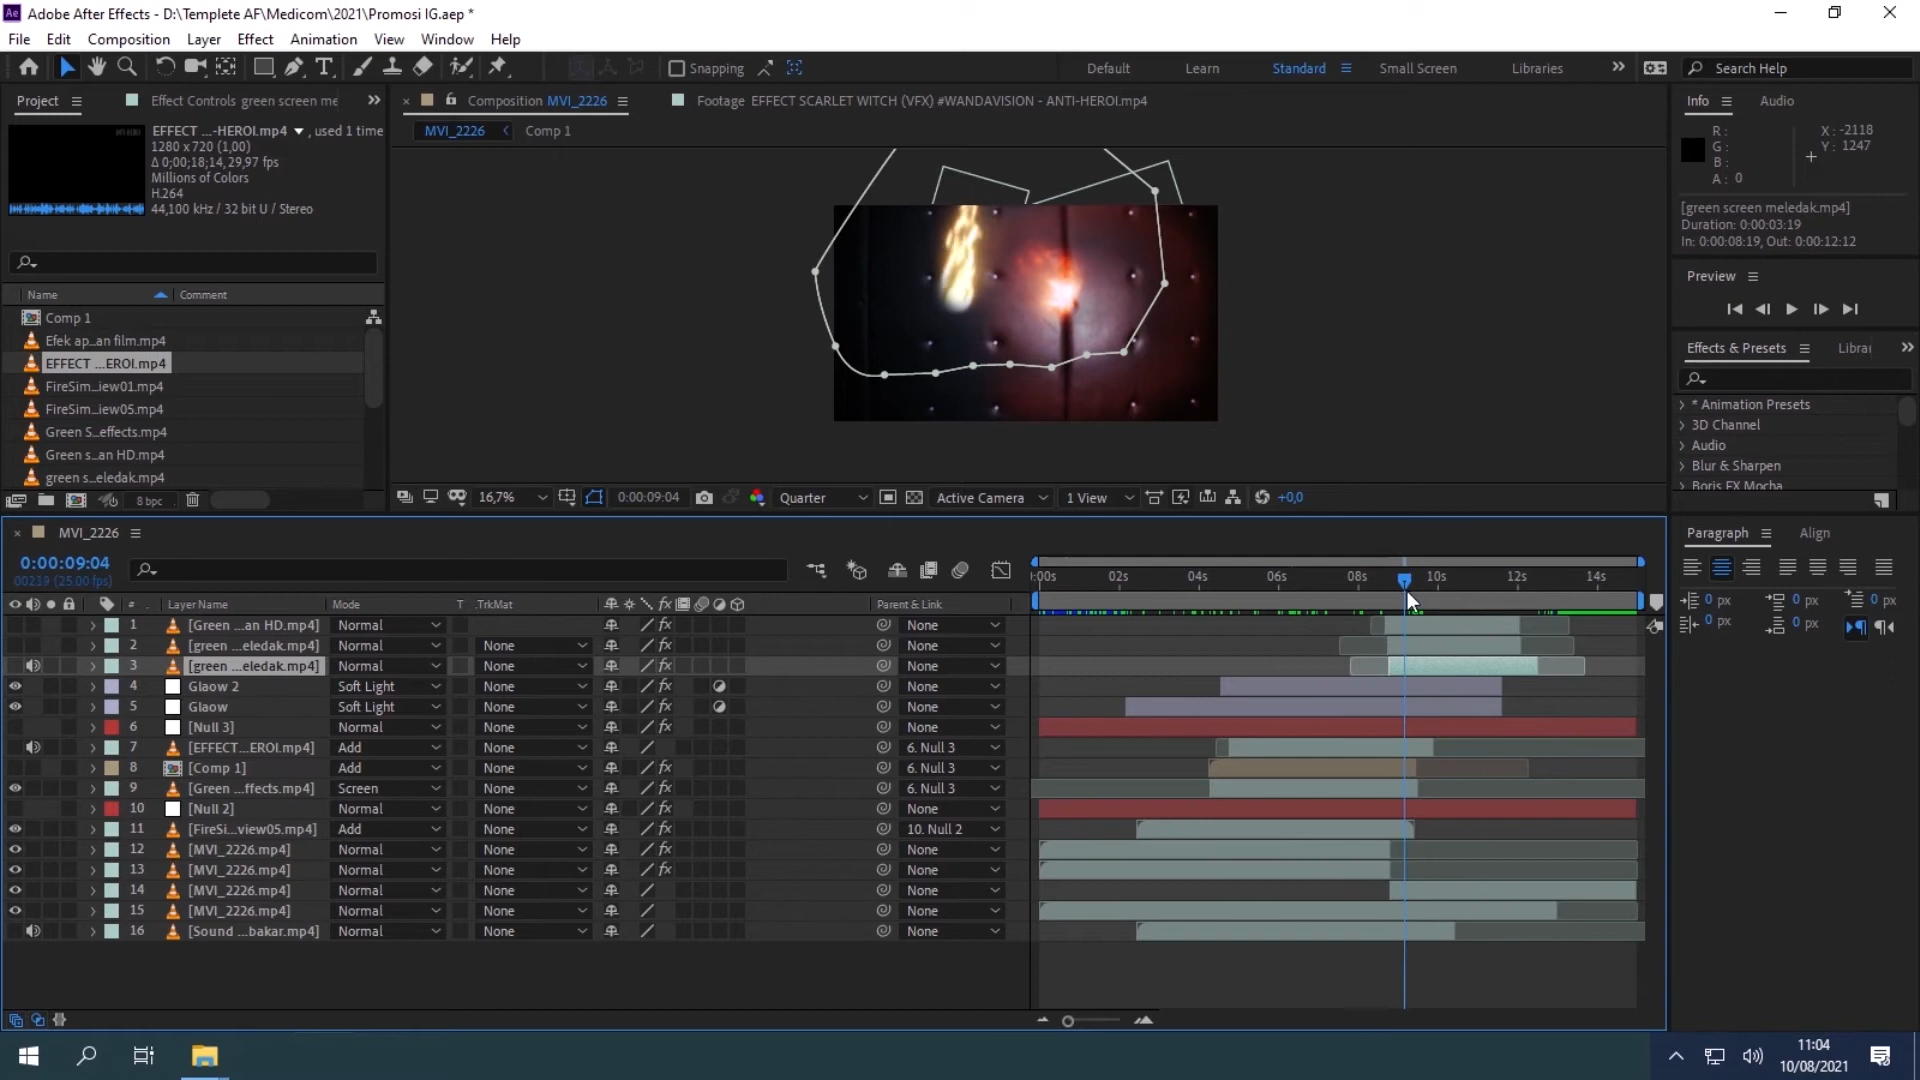 Ae Adobe After Effects - D:\Templete AF\Medicom\2021\Promosi IG.aep *
File Edit Composition Layer Effect Animation View Window Help
Snapping Default Learn Standard Small Screen Libraries Search Help
Project Effect Controls green screen me Composition MVI_2226 Footage EFFECT SCARLET WITCH (VFX) #WANDAVISION - ANTI-HEROI.mp4 Info Audio
MVI_2226 Comp 1
EFFECT ...-HEROI.mp4 , used 1 time
1280 x 720 (1,00)
Δ 0;00;18;14, 29,97 fps
Millions of Colors
H.264
44,100 kHz / 32 bit U / Stereo
R :
G :
B :
A : 0
X : -2118
Y : 1247
[green screen meledak.mp4]
Duration: 0:00:03:19
In: 0:00:08:19, Out: 0:00:12:12
Preview
Effects & Presets Librar
* Animation Presets
3D Channel
Audio
Blur & Sharpen
Boris FX Mocha
Name Comment
Comp 1
Efek ap...an film.mp4
EFFECT ...EROI.mp4
FireSim...iew01.mp4
FireSim...iew05.mp4
Green S...effects.mp4
Green s...an HD.mp4
green s...eledak.mp4
8 bpc
16,7% 0:00:09:04 Quarter Active Camera 1 View +0,0
MVI_2226
0:00:09:04
00239 (25.00 fps)
# Layer Name Mode T .TrkMat Parent & Link
:00s 02s 04s 06s 08s 10s 12s 14s
1 [Green ...an HD.mp4] Normal None
2 [green ...eledak.mp4] Normal None None
3 [green ...eledak.mp4] Normal None None
4 Glaow 2 Soft Light None None
5 Glaow Soft Light None None
6 [Null 3] Normal None None
7 [EFFECT...EROI.mp4] Add None 6. Null 3
8 [Comp 1] Add None 6. Null 3
9 [Green ...ffects.mp4] Screen None 6. Null 3
10 [Null 2] Normal None None
11 [FireSi...view05.mp4] Add None 10. Null 2
12 [MVI_2226.mp4] Normal None None
13 [MVI_2226.mp4] Normal None None
14 [MVI_2226.mp4] Normal None None
15 [MVI_2226.mp4] Normal None None
16 [Sound ...bakar.mp4] Normal None None
Paragraph Align
0 px 0 px 0 px
0 px 0 px
11:04
10/08/2021